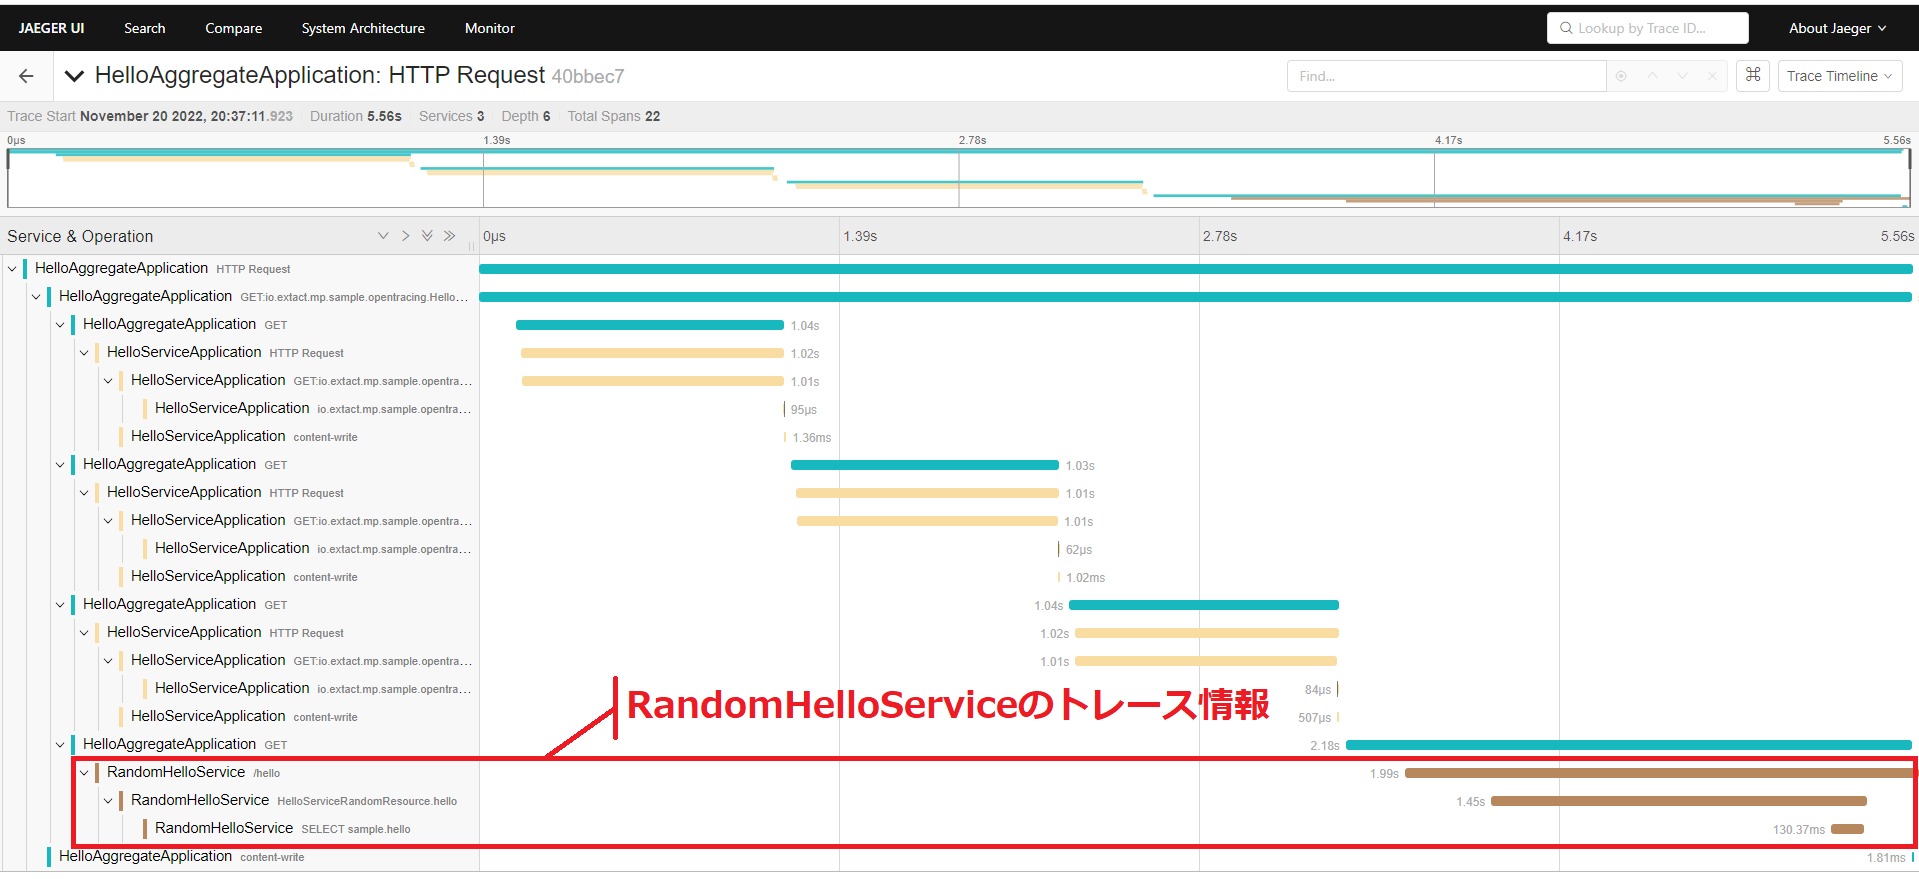 JAEGER UI Search Compare System Architecture Monitor Lookup by Trace ID... About Jaeger
HelloAggregateApplication: HTTP Request 40bbec7 Find... ⌘ Trace Timeline
Trace Start November 20 2022, 20:37:11.923 Duration 5.56s Services 3 Depth 6 Total Spans 22
0μs 1.39s 2.78s 4.17s 5.56s
Service & Operation 0μs 1.39s 2.78s 4.17s 5.56s
HelloAggregateApplication HTTP Request
HelloAggregateApplication GET:io.extact.mp.sample.opentracing.Hello...
HelloAggregateApplication GET 1.04s
HelloServiceApplication HTTP Request 1.02s
HelloServiceApplication GET:io.extact.mp.sample.opentra... 1.01s
HelloServiceApplication io.extact.mp.sample.opentra... 95μs
HelloServiceApplication content-write 1.36ms
HelloAggregateApplication GET 1.03s
HelloServiceApplication HTTP Request 1.01s
HelloServiceApplication GET:io.extact.mp.sample.opentra... 1.01s
HelloServiceApplication io.extact.mp.sample.opentra... 62μs
HelloServiceApplication content-write 1.02ms
HelloAggregateApplication GET 1.04s
HelloServiceApplication HTTP Request 1.02s
HelloServiceApplication GET:io.extact.mp.sample.opentra... 1.01s
HelloServiceApplication io.extact.mp.sample.opentra... 84μs
RandomHelloServiceのトレース情報
HelloServiceApplication content-write 507μs
HelloAggregateApplication GET 2.18s
RandomHelloService /hello 1.99s
RandomHelloService HelloServiceRandomResource.hello 1.45s
RandomHelloService SELECT sample.hello 130.37ms
HelloAggregateApplication content-write 1.81ms